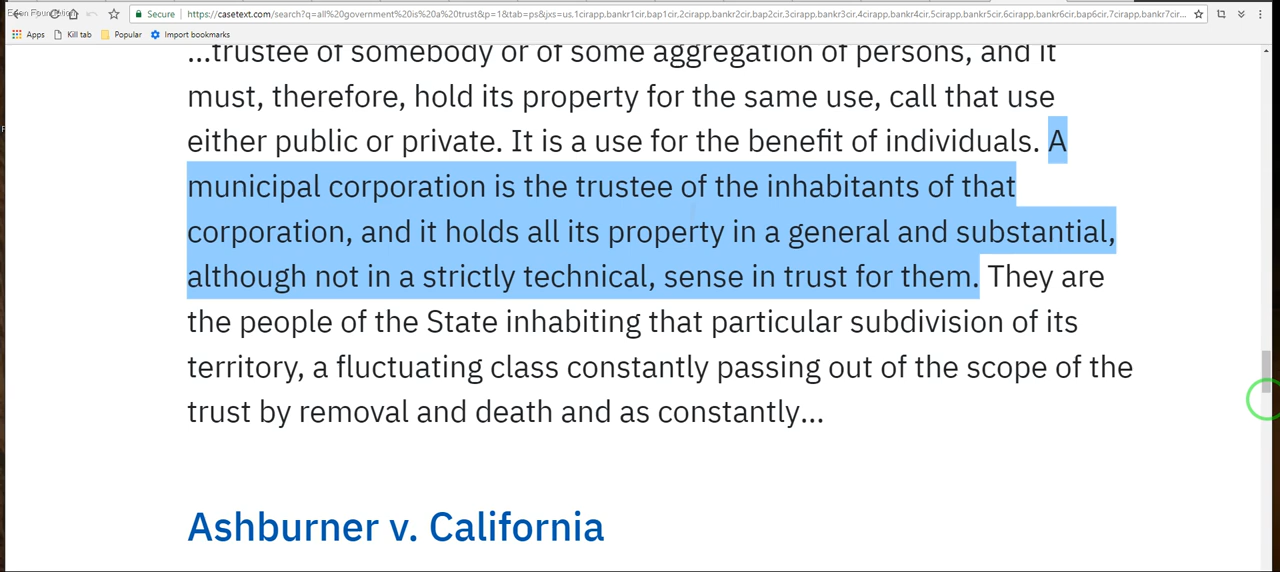 Secure https://casetext.com/search?q=all%20government%20is%20a%20trust&p=1&tab=ps&jxs=us,1cirapp,bankr1cir,bap1cir,2cirapp,bankr2cir,bap2cir,3cirapp,bankr3cir,4cirapp,bankr4cir,5cirapp,bankr5cir,6cirapp,bankr6cir,bap6cir,7cirapp,bankr7cir...
Apps Kill tab Popular Import bookmarks
...trustee of somebody or of some aggregation of persons, and it
must, therefore, hold its property for the same use, call that use
either public or private. It is a use for the benefit of individuals. A
municipal corporation is the trustee of the inhabitants of that
corporation, and it holds all its property in a general and substantial,
although not in a strictly technical, sense in trust for them. They are
the people of the State inhabiting that particular subdivision of its
territory, a fluctuating class constantly passing out of the scope of the
trust by removal and death and as constantly...
Ashburner v. California